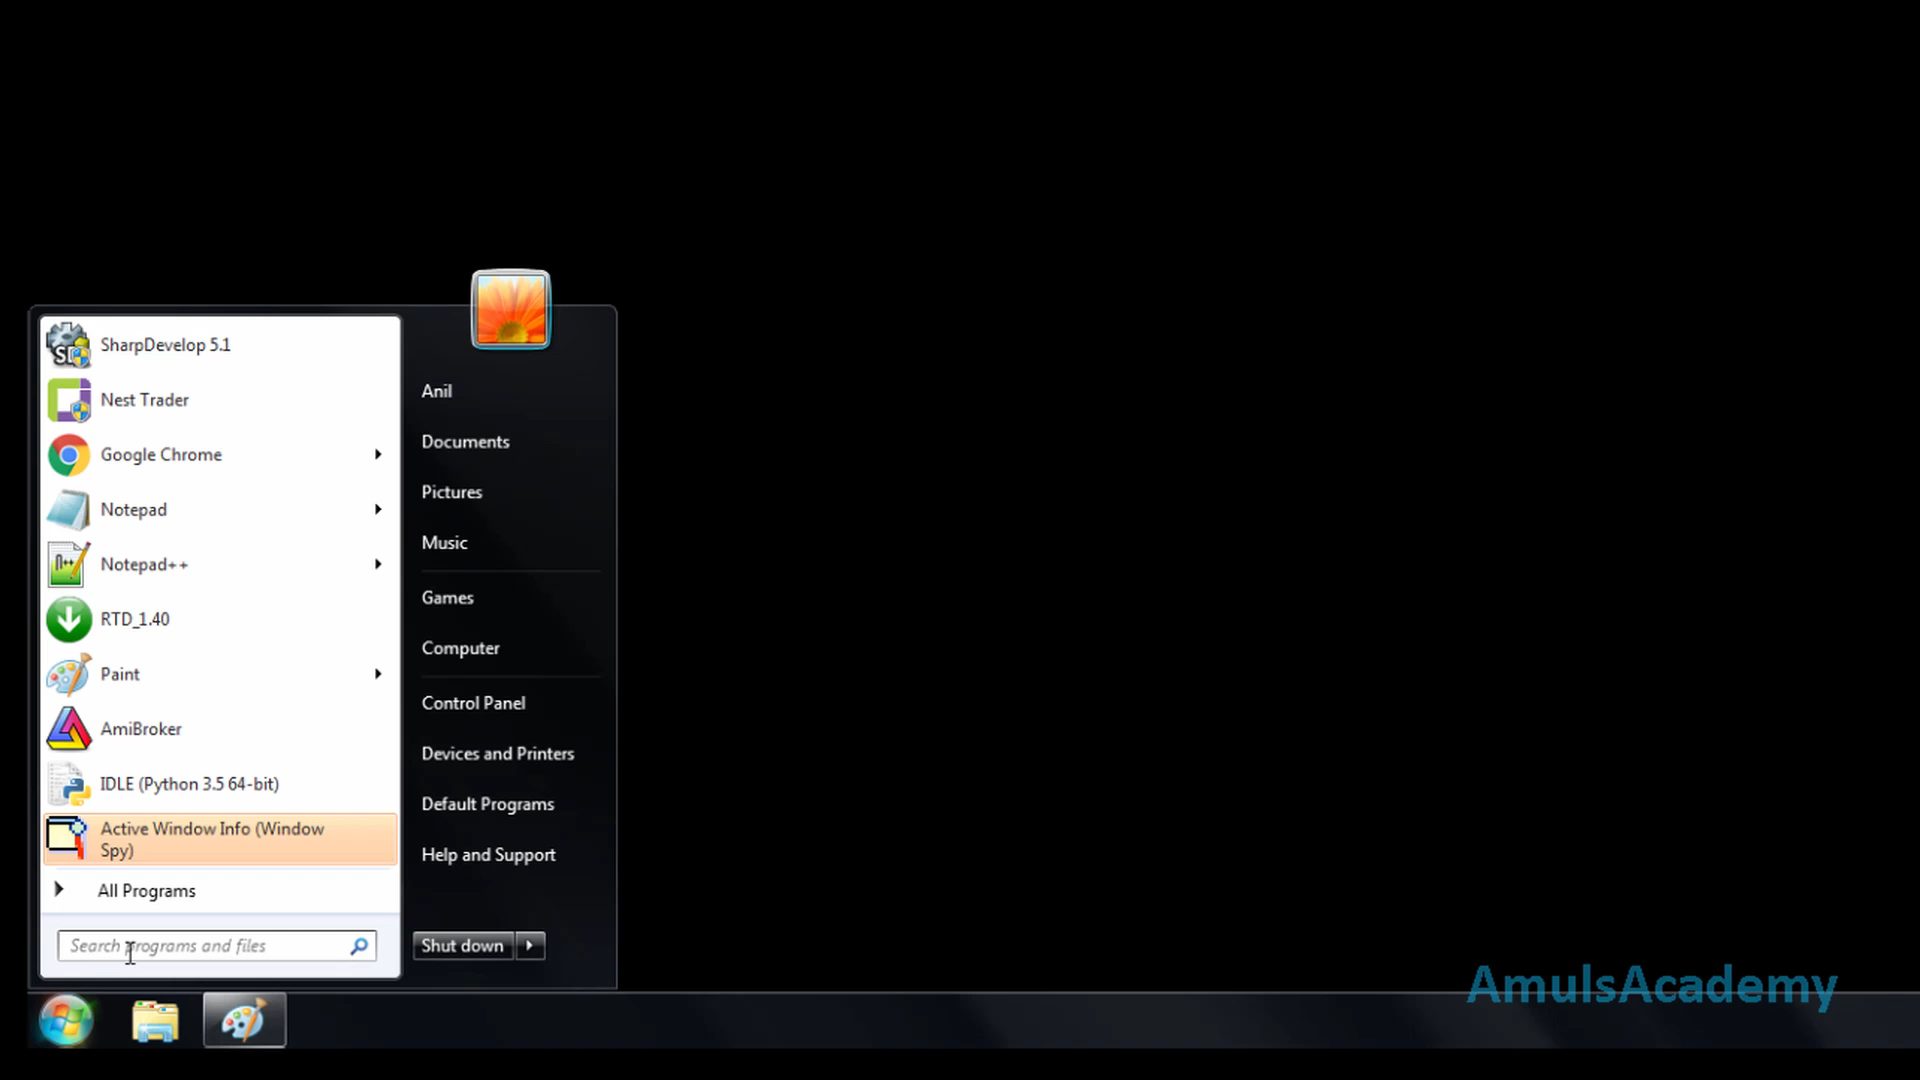 SharpDevelop 5.1
Nest Trader
Google Chrome
Notepad
Notepad++
RTD_1.40
Paint
AmiBroker
IDLE (Python 3.5 64-bit)
Active Window Info (Window
Spy)
All Programs
Search programs and files
Anil
Documents
Pictures
Music
Games
Computer
Control Panel
Devices and Printers
Default Programs
Help and Support
Shut down
AmulsAcademy